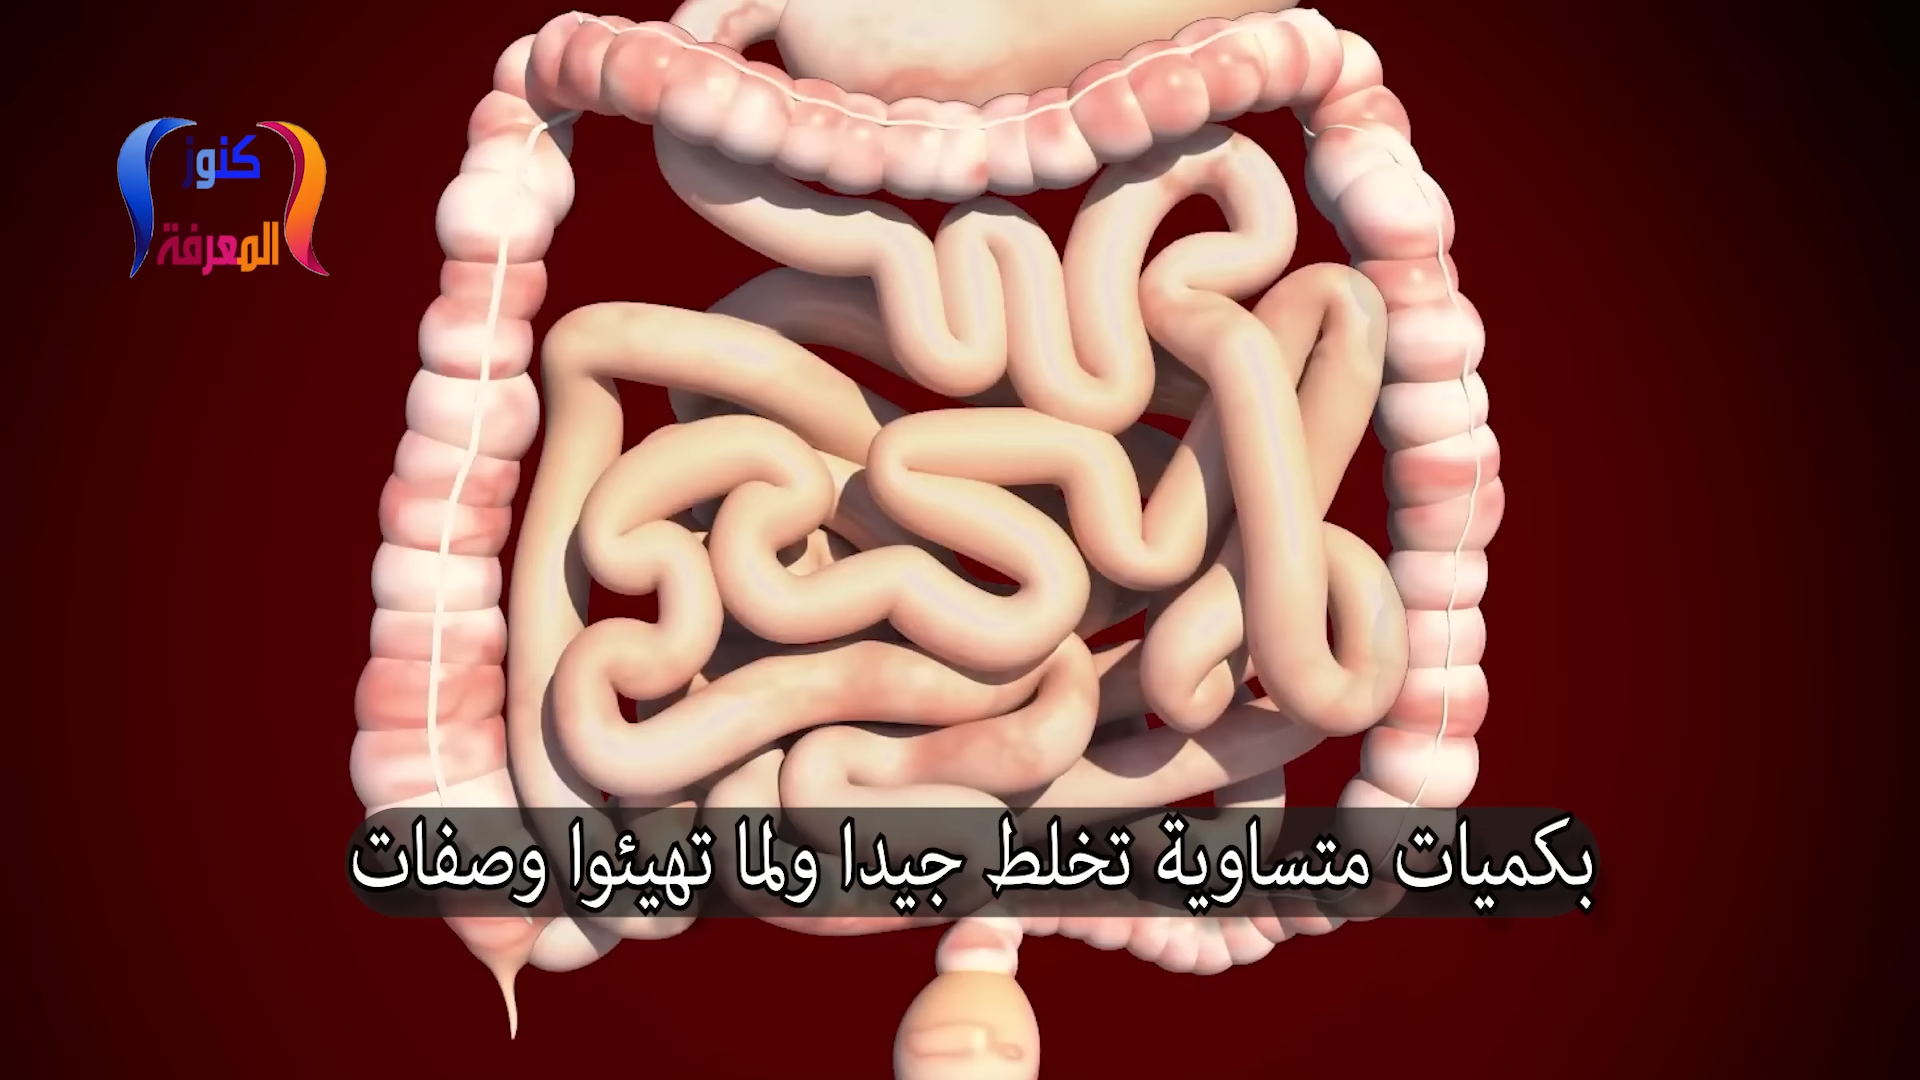 كنوز
المعرفة
بكميات متساوية تخلط جيدا ولما تهيئوا وصفات